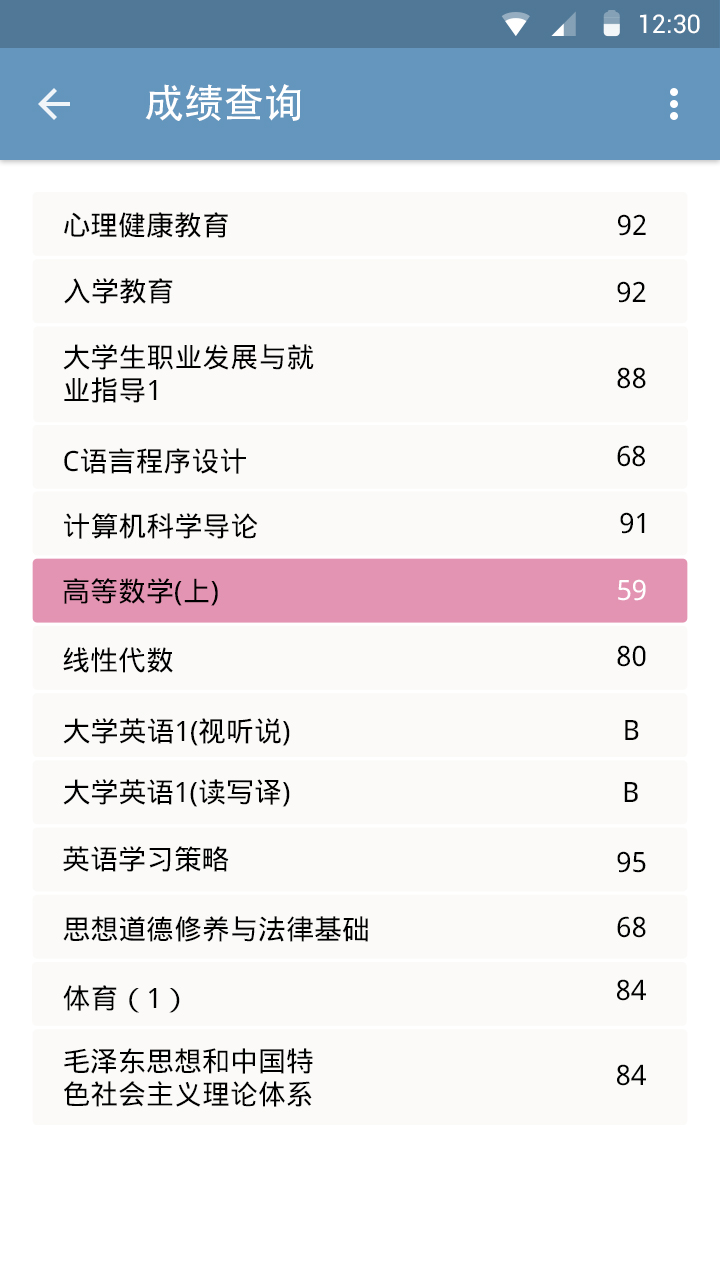 12:30
成绩查询
心理健康教育 92
入学教育 92
大学生职业发展与就
业指导1 88
C语言程序设计 68
计算机科学导论 91
高等数学(上) 59
线性代数 80
大学英语1(视听说) B
大学英语1(读写译) B
英语学习策略 95
思想道德修养与法律基础 68
体育（1） 84
毛泽东思想和中国特
色社会主义理论体系 84